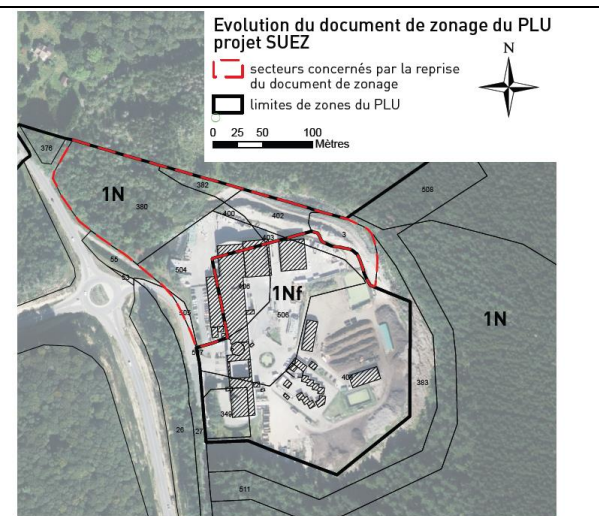 Evolution du document de zonage du PLU
projet SUEZ
N
secteurs concernés par la reprise
du document de zonage
limites de zones du PLU
0 25 50 100
Mètres
376
1N
380
382
400
402
403
3
508
55
504
1Nf
506
1N
383
349
26
27
511